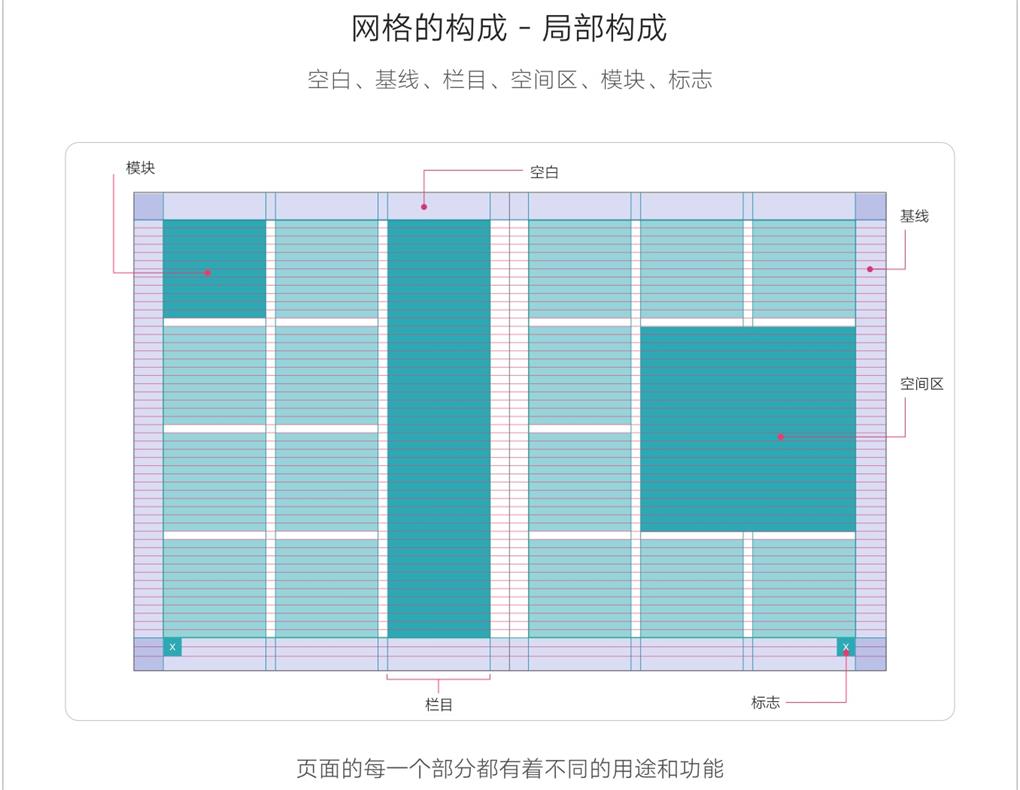 网格的构成 - 局部构成
空白、基线、栏目、空间区、模块、标志
模块
空白
基线
空间区
x
x
栏目
标志
页面的每一个部分都有着不同的用途和功能